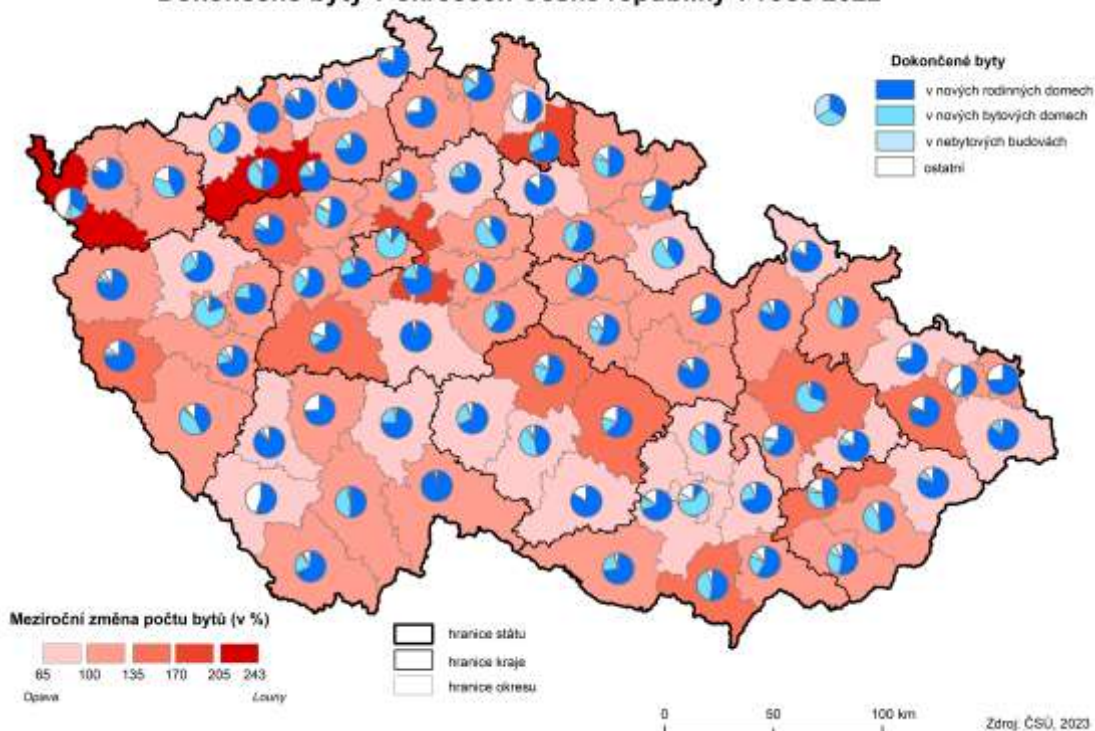 Dokončené byty v okresech České republiky v roce 2022
Dokončené byty
v nových rodinných domech
v nových bytových domech
v nebytových budovách
ostatní
Meziroční změna počtu bytů (v %)
65 100 135 170 205 243
Opava Louny
hranice státu
hranice kraje
hranice okresu
0 50 100 km
Zdroj: ČSÚ, 2023